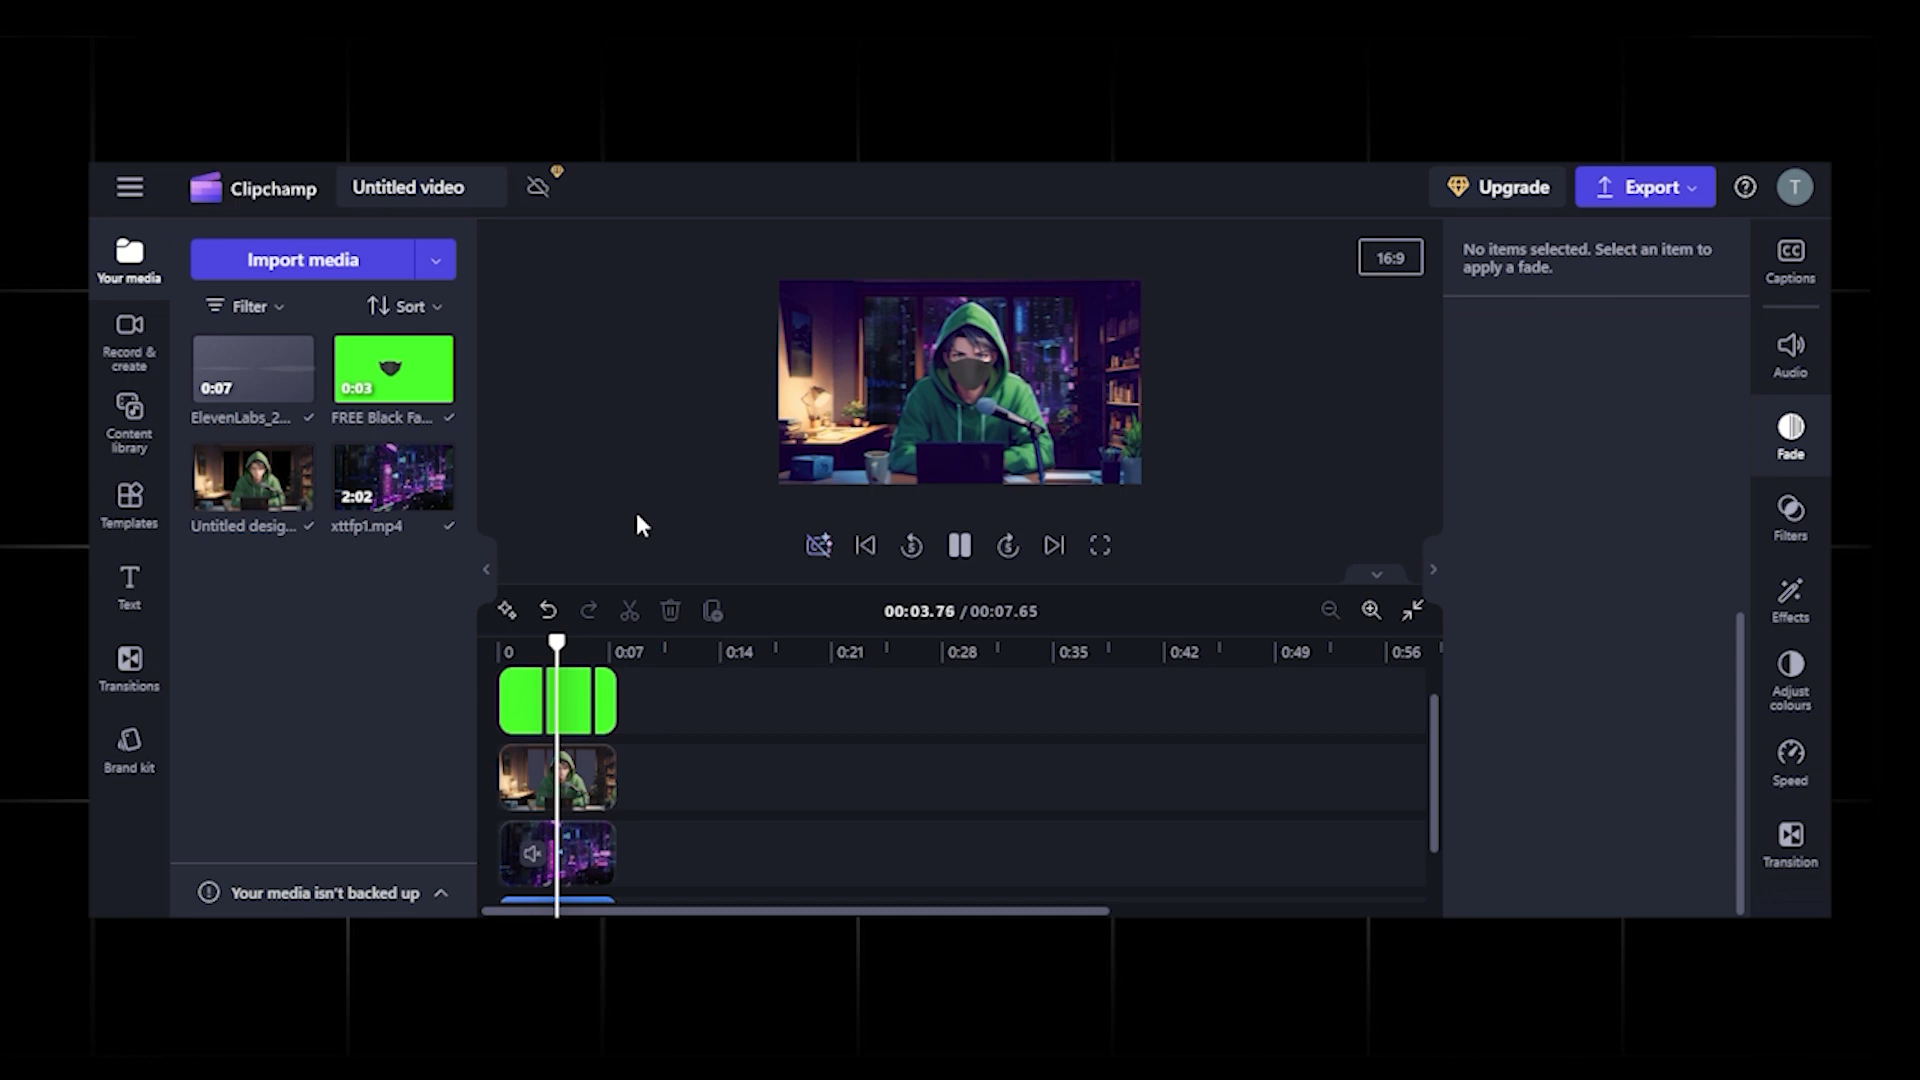 Clipchamp
Untitled video
Upgrade
Export
T
Your media
Record &
create
Content
library
Templates
Text
Transitions
Brand kit
Import media
Filter
Sort
0:07
0:03
ElevenLabs_2...
FREE Black Fa...
2:02
Untitled desig...
xttfp1.mp4
Your media isn't backed up
16:9
5
5
00:03.76 / 00:07.65
0
0:07
0:14
0:21
0:28
0:35
0:42
0:49
0:56
No items selected. Select an item to
apply a fade.
CC
Captions
Audio
Fade
Filters
Effects
Adjust
colours
Speed
Transition